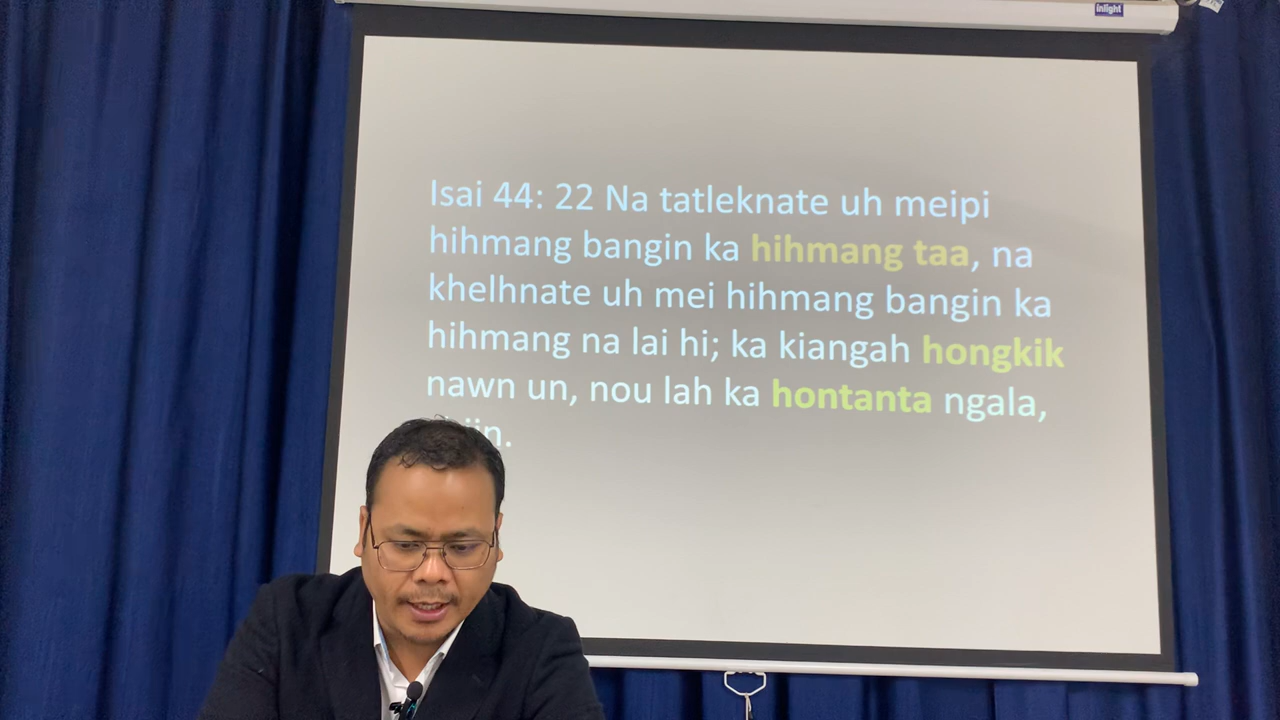 inlight
Isai 44: 22 Na tatleknate uh meipi
hihmang bangin ka hihmang taa, na
khelhnate uh mei hihmang bangin ka
hihmang na lai hi; ka kiangah hongkik
nawn un, nou lah ka hontanta ngala,